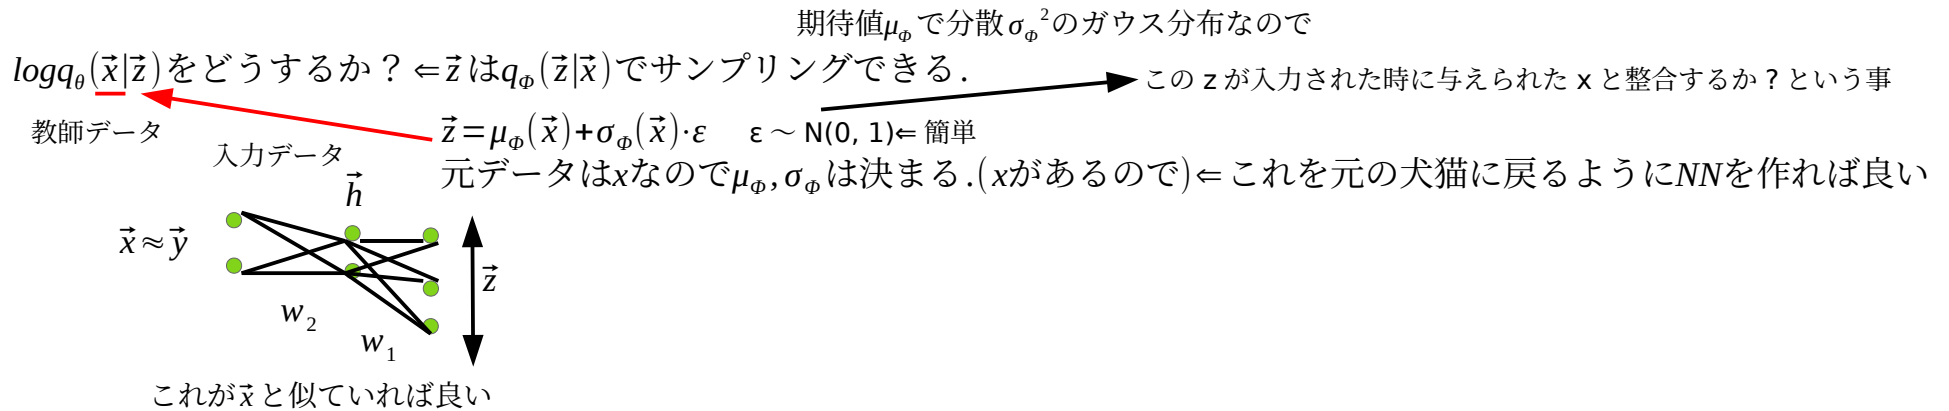 期待値μ_Φで分散σ_Φ²のガウス分布なので
logq_θ(x⃗|z⃗)をどうするか？⇐z⃗はq_Φ(z⃗|x⃗)でサンプリングできる.
この z が入力された時に与えられた x と整合するか？という事
教師データ
z⃗=μ_Φ(x⃗)+σ_Φ(x⃗)·ε ε～N(0, 1)⇐簡単
入力データ
元データはxなのでμ_Φ,σ_Φは決まる.(xがあるので)⇐これを元の犬猫に戻るようにNNを作れば良い
h⃗
x⃗≈y⃗
z⃗
w₂
w₁
これがx⃗と似ていれば良い